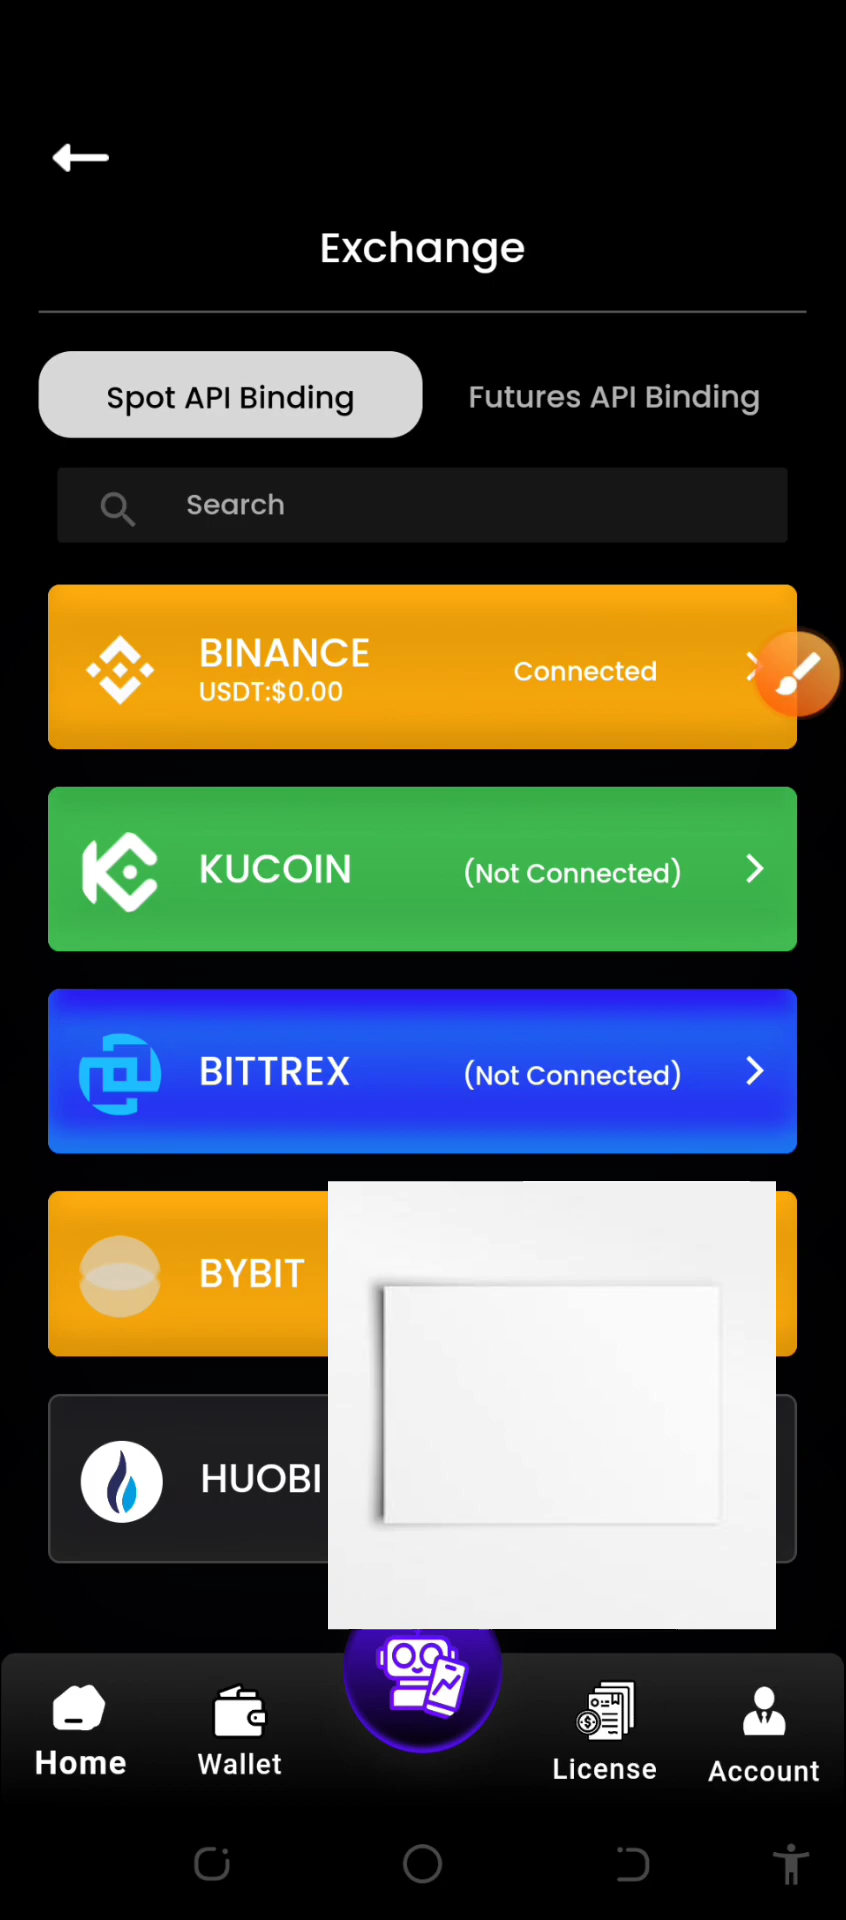 Exchange
Spot API Binding
Futures API Binding
Search
BINANCE
USDT:$0.00
Connected
KUCOIN
(Not Connected)
BITTREX
(Not Connected)
BYBIT
HUOBI
Home
Wallet
License
Account